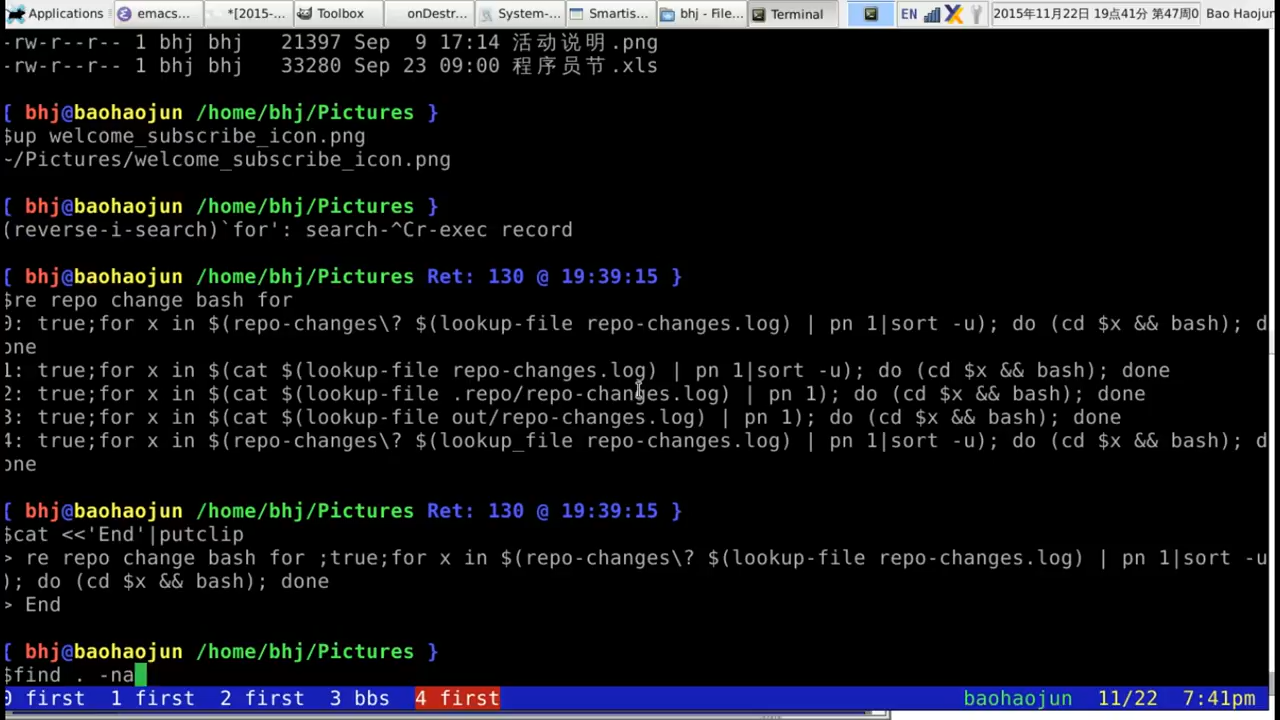 Applications emacs... *[2015-... Toolbox onDestr... System-... Smartis... bhj - File... Terminal EN 2015年11月22日 19点41分 第47周0 Bao Haojun
-rw-r--r-- 1 bhj bhj   21397 Sep  9 17:14 活动说明.png
-rw-r--r-- 1 bhj bhj   33280 Sep 23 09:00 程序员节.xls
[ bhj@baohaojun /home/bhj/Pictures }
$up welcome_subscribe_icon.png
~/Pictures/welcome_subscribe_icon.png
[ bhj@baohaojun /home/bhj/Pictures }
(reverse-i-search)`for': search-^Cr-exec record
[ bhj@baohaojun /home/bhj/Pictures Ret: 130 @ 19:39:15 }
$re repo change bash for
0: true;for x in $(repo-changes\? $(lookup-file repo-changes.log) | pn 1|sort -u); do (cd $x && bash); d
one
1: true;for x in $(cat $(lookup-file repo-changes.log) | pn 1|sort -u); do (cd $x && bash); done
2: true;for x in $(cat $(lookup-file .repo/repo-changes.log) | pn 1); do (cd $x && bash); done
3: true;for x in $(cat $(lookup-file out/repo-changes.log) | pn 1); do (cd $x && bash); done
4: true;for x in $(repo-changes\? $(lookup_file repo-changes.log) | pn 1|sort -u); do (cd $x && bash); d
one
[ bhj@baohaojun /home/bhj/Pictures Ret: 130 @ 19:39:15 }
$cat <<'End'|putclip
> re repo change bash for ;true;for x in $(repo-changes\? $(lookup-file repo-changes.log) | pn 1|sort -u
); do (cd $x && bash); done
> End
[ bhj@baohaojun /home/bhj/Pictures }
$find . -na
0 first  1 first  2 first  3 bbs  4 first baohaojun 11/22 7:41pm